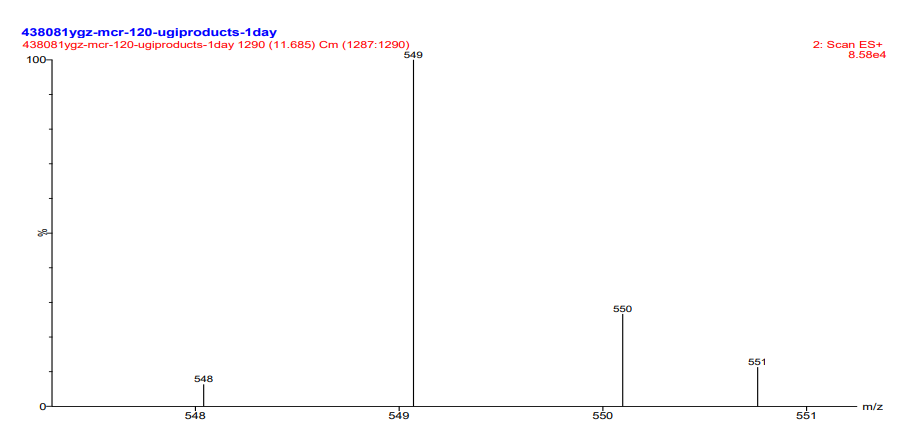 438081ygz-mcr-120-ugiproducts-1day
438081ygz-mcr-120-ugiproducts-1day 1290 (11.685) Cm (1287:1290)
2: Scan ES+
8.58e4
549
100
%
550
551
548
0
548
549
550
551
m/z